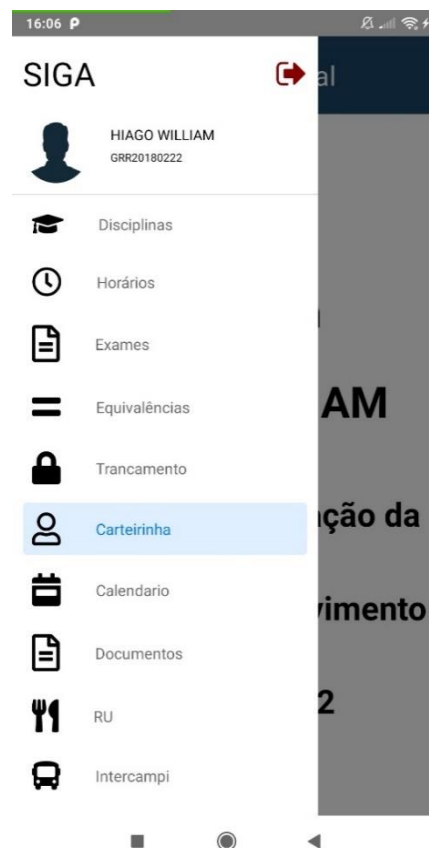 16:06 P
SIGA
al
HIAGO WILLIAM
GRR20180222
Disciplinas
Horários
Exames
Equivalências
AM
Trancamento
Carteirinha
ção da
Calendario
vimento
Documentos
RU
2
Intercampi